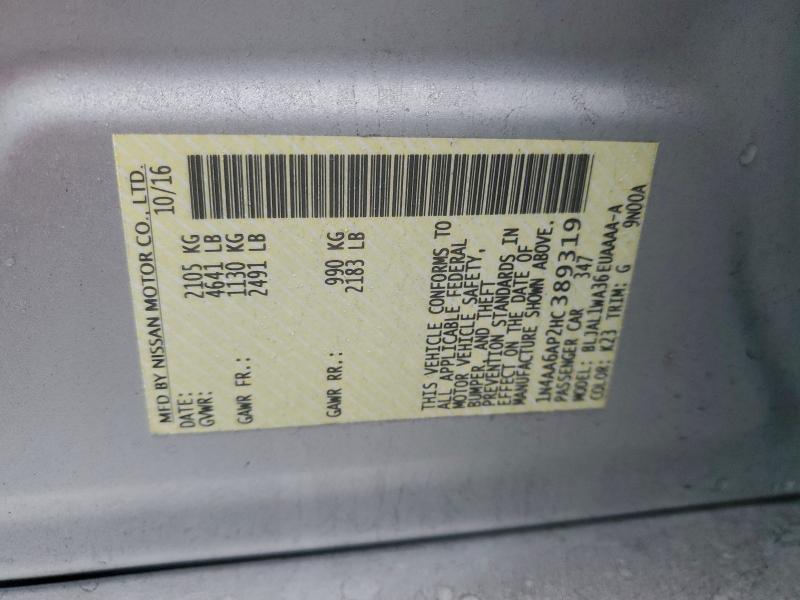 MFD BY NISSAN MOTOR CO., LTD.
DATE: 10/16
GVWR: 2105 KG
4641 LB
GAWR FR.: 1130 KG
2491 LB
GAWR RR.: 990 KG
2183 LB
THIS VEHICLE CONFORMS TO
ALL APPLICABLE FEDERAL
MOTOR VEHICLE SAFETY,
BUMPER, AND THEFT
PREVENTION STANDARDS IN
EFFECT ON THE DATE OF
MANUFACTURE SHOWN ABOVE.
1N4AA6AP2HC389319
PASSENGER CAR 347
MODEL: BLJAL1WA36EUAAAA-A
COLOR: K23 TRIM: G 9N00A